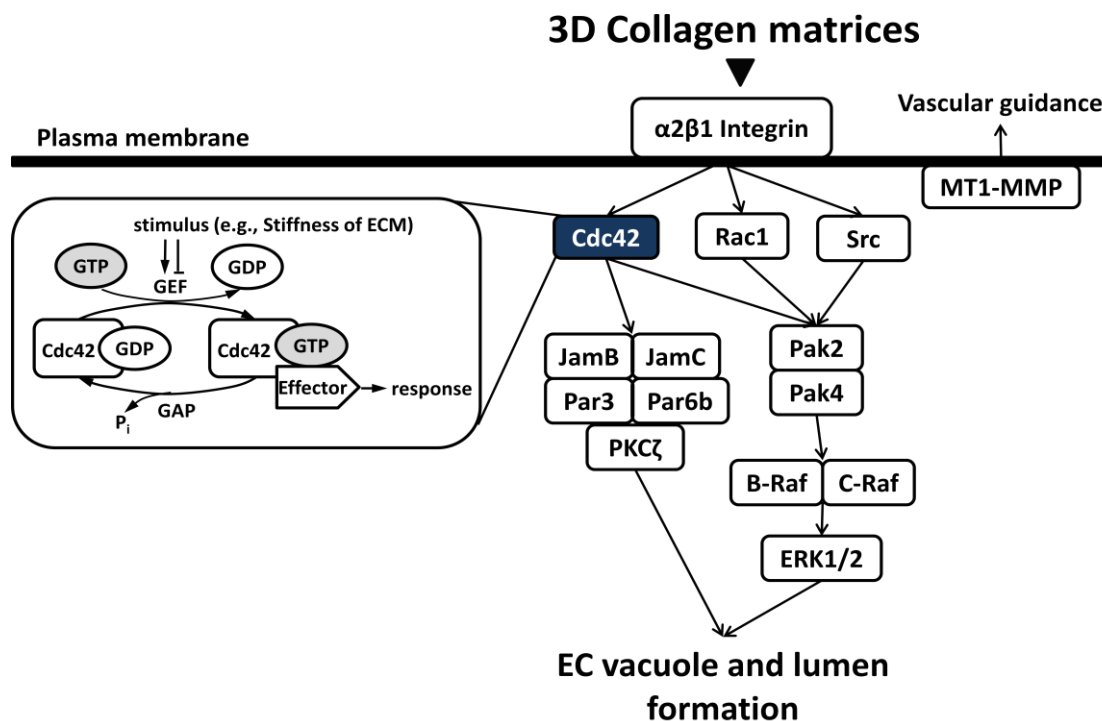 3D Collagen matrices
α2β1 Integrin
Vascular guidance
Plasma membrane
MT1-MMP
stimulus (e.g., Stiffness of ECM)
GTP
GEF
GDP
Cdc42
GDP
Cdc42
GTP
Effector
response
GAP
Pi
Cdc42
Rac1
Src
JamB
JamC
Par3
Par6b
PKCζ
Pak2
Pak4
B-Raf
C-Raf
ERK1/2
EC vacuole and lumen
formation